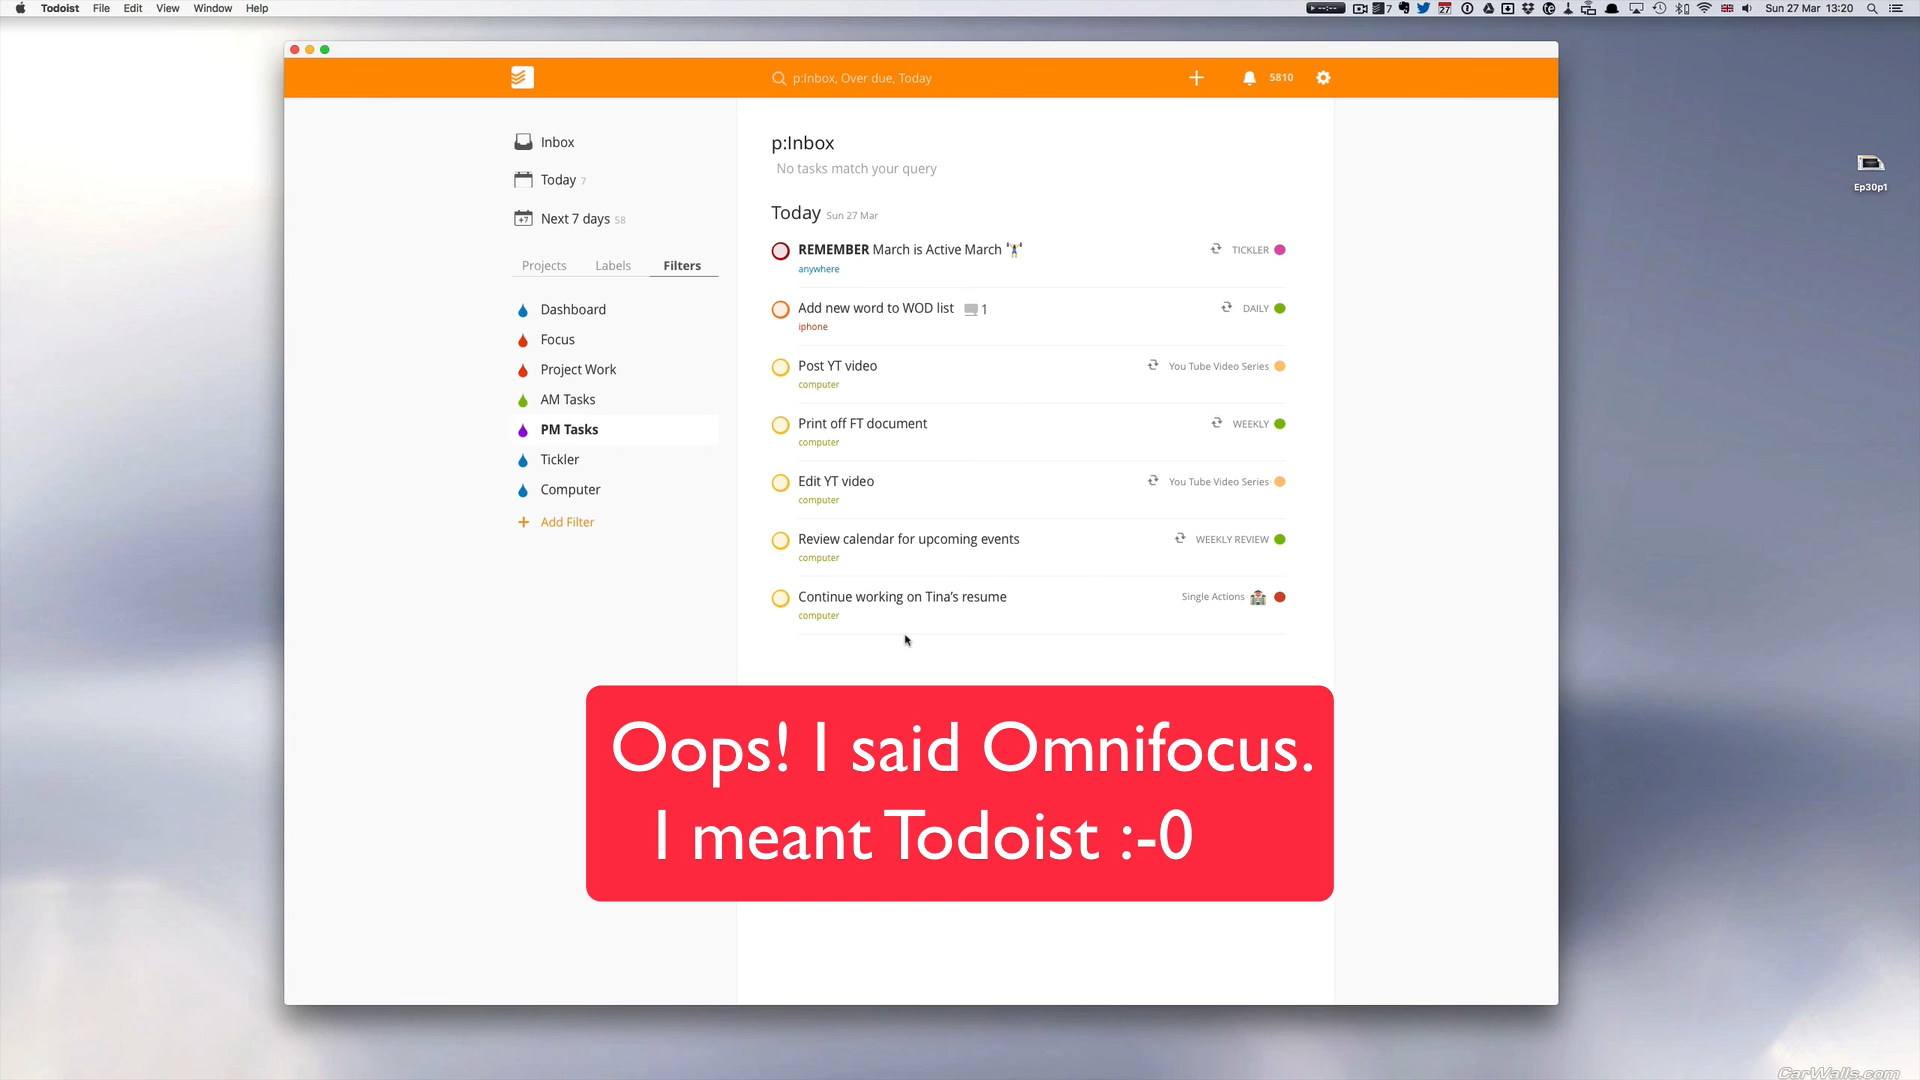 Todoist File Edit View Window Help
--:-- 7 27 Sun 27 Mar 13:20
p:Inbox, Over due, Today
5810
Inbox
Today 7
+7 Next 7 days 58
Projects Labels Filters
Dashboard
Focus
Project Work
AM Tasks
PM Tasks
Tickler
Computer
+ Add Filter
p:Inbox
No tasks match your query
Today Sun 27 Mar
REMEMBER March is Active March TICKLER
anywhere
Add new word to WOD list 1 DAILY
iphone
Post YT video You Tube Video Series
computer
Print off FT document WEEKLY
computer
Edit YT video You Tube Video Series
computer
Review calendar for upcoming events WEEKLY REVIEW
computer
Continue working on Tina's resume Single Actions
computer
Ep30p1
Oops! I said Omnifocus.
I meant Todoist :-0
CarWalls.com